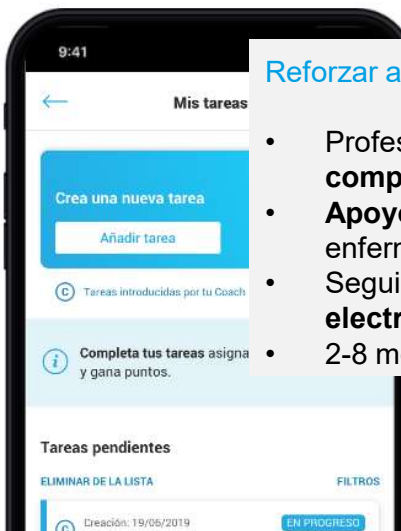 9:41
Mis tareas
Crea una nueva tarea
Añadir tarea
C Tareas introducidas por tu Coach
i Completa tus tareas asigna
y gana puntos.
Tareas pendientes
ELIMINAR DE LA LISTA FILTROS
C Creación: 19/06/2019 EN PROGRESO
Reforzar a
• Profes
comp
• Apoyo
enfern
• Segui
electr
• 2-8 m